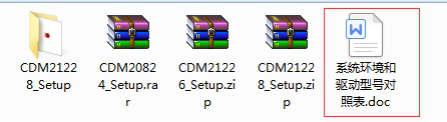 CDM2122
8_Setup
CDM2082
4_Setup.ra
r
CDM2122
6_Setup.zi
p
CDM2122
8_Setup.zi
p
系统环境和
驱动型号对
照表.doc